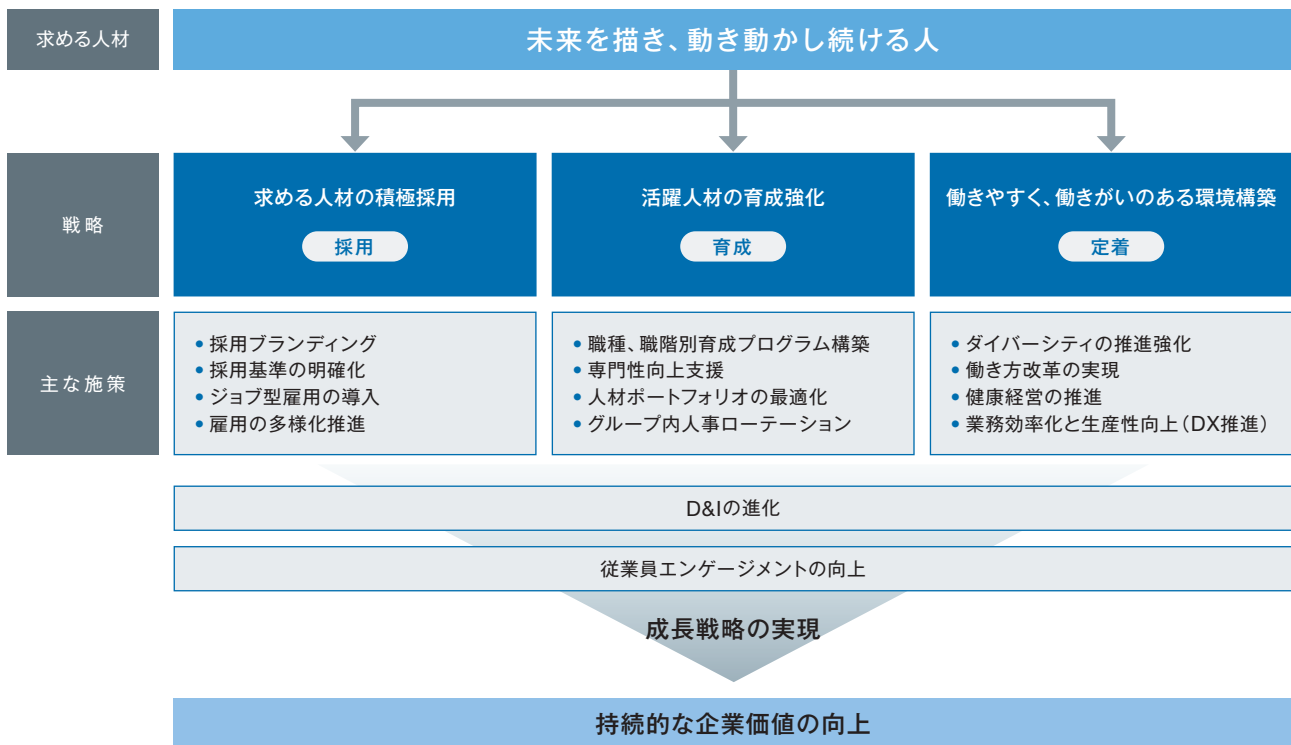 求める人材
未来を描き、動き動かし続ける人
戦略
求める人材の積極採用
採用
活躍人材の育成強化
育成
働きやすく、働きがいのある環境構築
定着
主な施策
• 採用ブランディング
• 採用基準の明確化
• ジョブ型雇用の導入
• 雇用の多様化推進
• 職種、職階別育成プログラム構築
• 専門性向上支援
• 人材ポートフォリオの最適化
• グループ内人事ローテーション
• ダイバーシティの推進強化
• 働き方改革の実現
• 健康経営の推進
• 業務効率化と生産性向上（DX推進）
D&Iの進化
従業員エンゲージメントの向上
成長戦略の実現
持続的な企業価値の向上